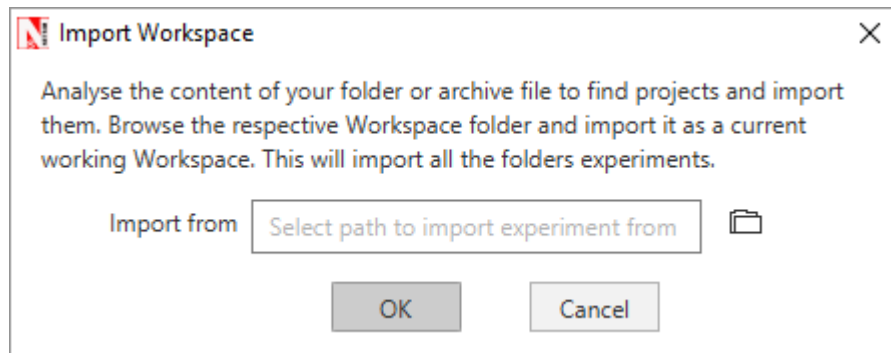 Import Workspace
Analyse the content of your folder or archive file to find projects and import
them. Browse the respective Workspace folder and import it as a current
working Workspace. This will import all the folders experiments.
Import from
Select path to import experiment from
OK
Cancel